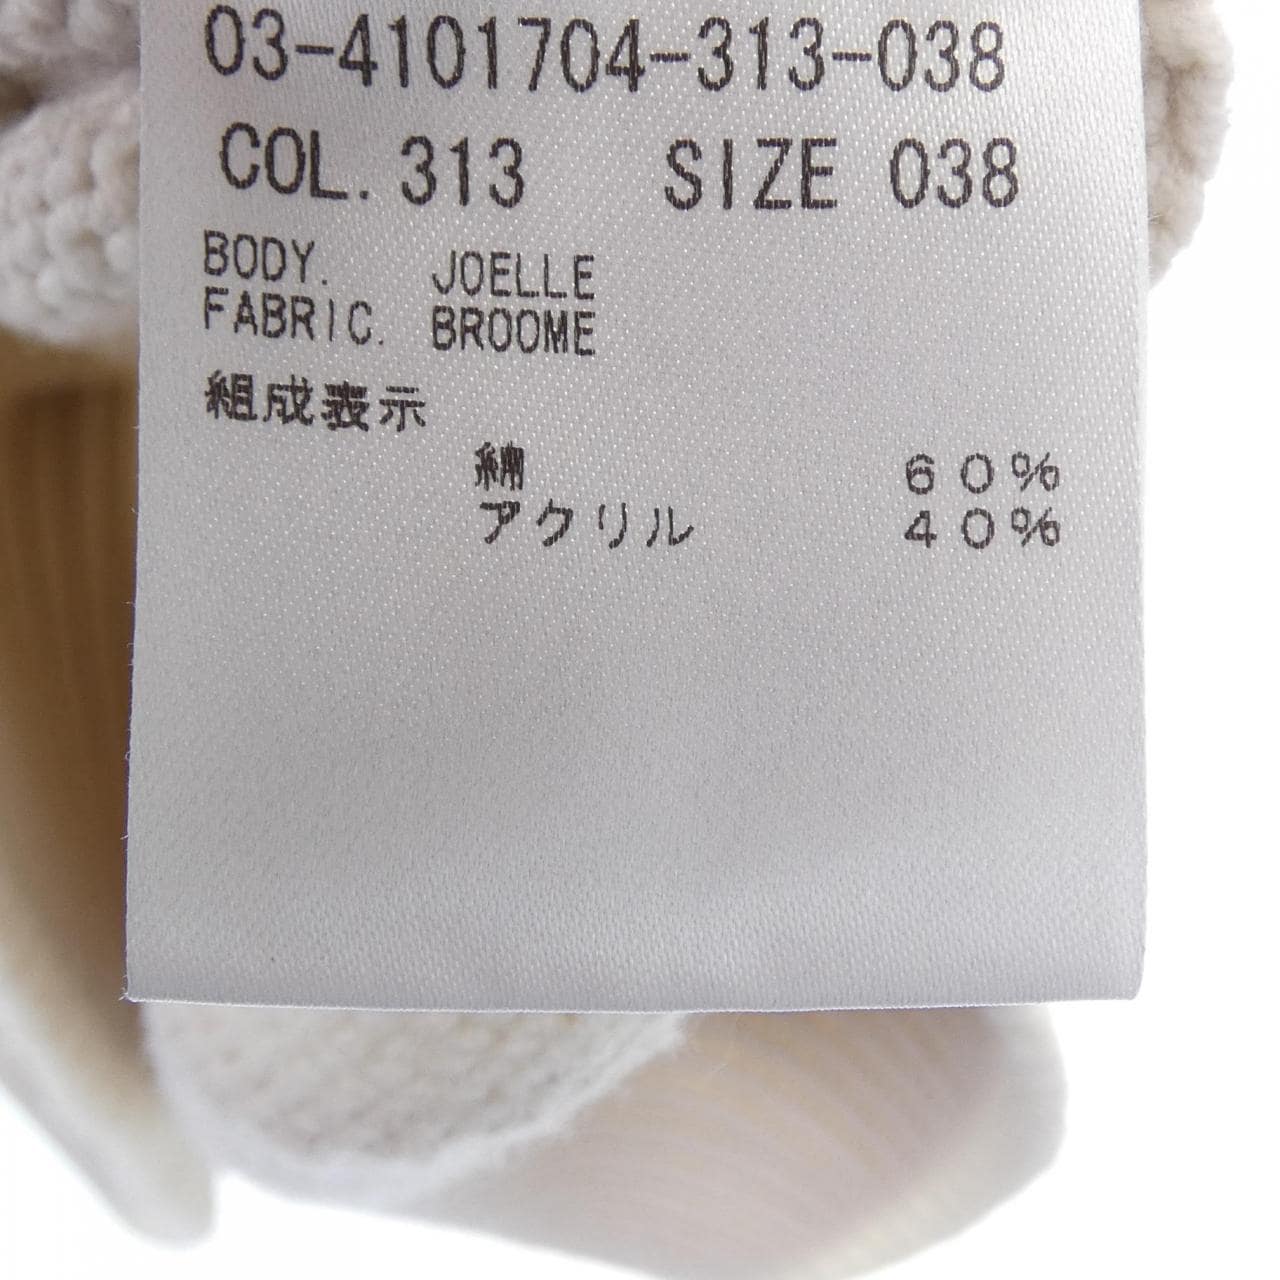 03-4101704-313-038
COL. 313 SIZE 038
BODY. JOELLE
FABRIC. BROOME
組成表示
綿 60%
アクリル 40%